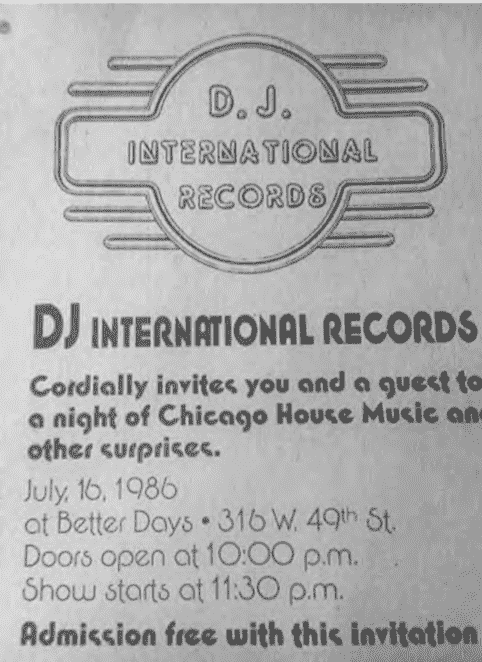 D. J.
INTERNATIONAL
RECORDS
DJ INTERNATIONAL RECORDS
Cordially invites you and a guest to
a night of Chicago House Music and
other surprises.
July, 16, 1986
at Better Days • 316 W. 49th St.
Doors open at 10:00 p.m.
Show starts at 11:30 p.m.
Admission free with this invitation